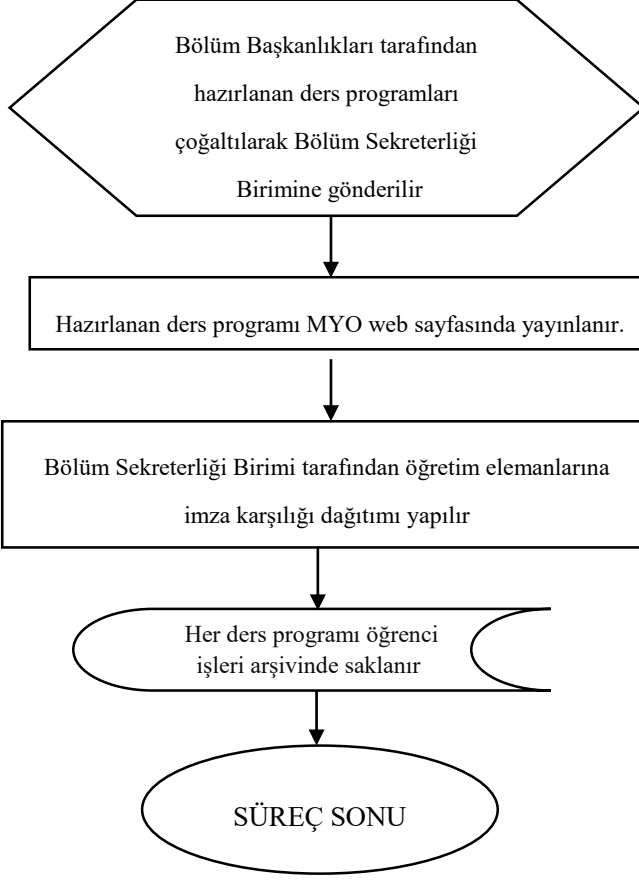 Bölüm Başkanlıkları tarafından
hazırlanan ders programları
çoğaltılarak Bölüm Sekreterliği
Birimine gönderilir
Hazırlanan ders programı MYO web sayfasında yayınlanır.
Bölüm Sekreterliği Birimi tarafından öğretim elemanlarına
imza karşılığı dağıtımı yapılır
Her ders programı öğrenci
işleri arşivinde saklanır
SÜREÇ SONU